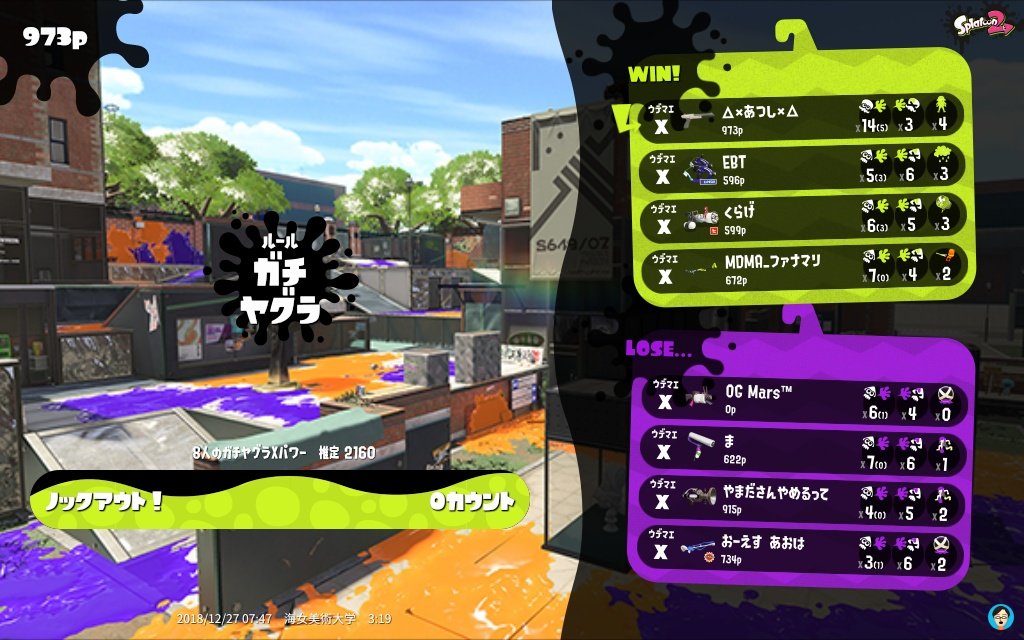 973p
Splatoon 2
WIN!
ウデマエ X
△×あつし×△
973p
x14(5) x3 x4
ウデマエ X
EBT
596p
x5(3) x6 x3
ウデマエ X
くらげ
599p
x6(3) x5 x3
ウデマエ X
MDMA_ファナマリ
672p
x7(0) x4 x2
S648/07
ルール
ガチ
ヤグラ
LOSE...
ウデマエ X
OG Mars™
0p
x6(1) x4 x0
ウデマエ X
ま
622p
x7(0) x6 x1
ウデマエ X
やまださんやめるって
915p
x4(0) x5 x2
ウデマエ X
おーえす あおは
734p
x3(1) x6 x2
8人のガチヤグラXパワー 推定 2160
ノックアウト!
0カウント
2018/12/27 07:47 海女美術大学 3:19